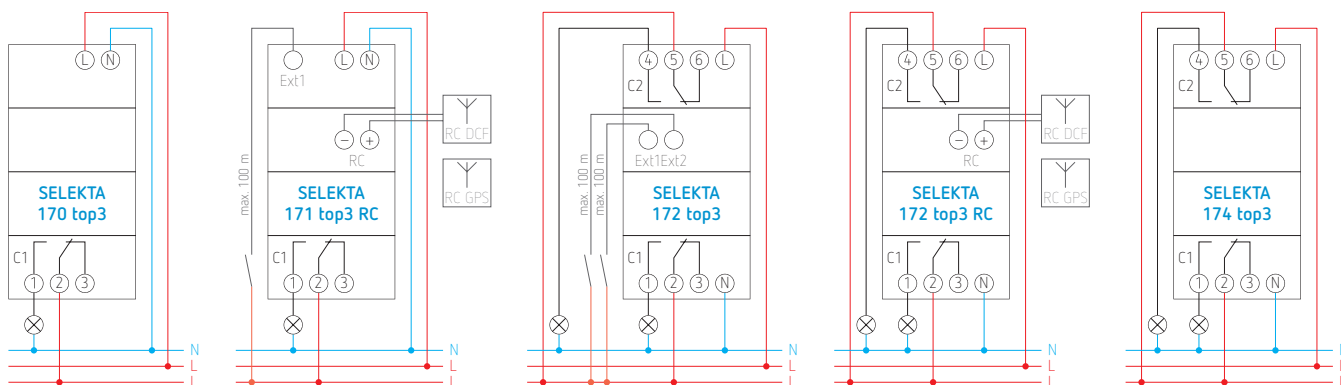 L N
SELEKTA
170 top3
C1
1 2 3
Ext1
L N
max. 100 m
− +
RC
RC DCF
RC GPS
SELEKTA
171 top3 RC
C1
1 2 3
N
L
4 5 6 L
C2
max. 100 m
max. 100 m
Ext1 Ext2
SELEKTA
172 top3
C1
1 2 3 N
N
L
4 5 6 L
C2
− +
RC
RC DCF
RC GPS
SELEKTA
172 top3 RC
C1
1 2 3 N
N
L
4 5 6 L
C2
SELEKTA
174 top3
C1
1 2 3 N
N
L